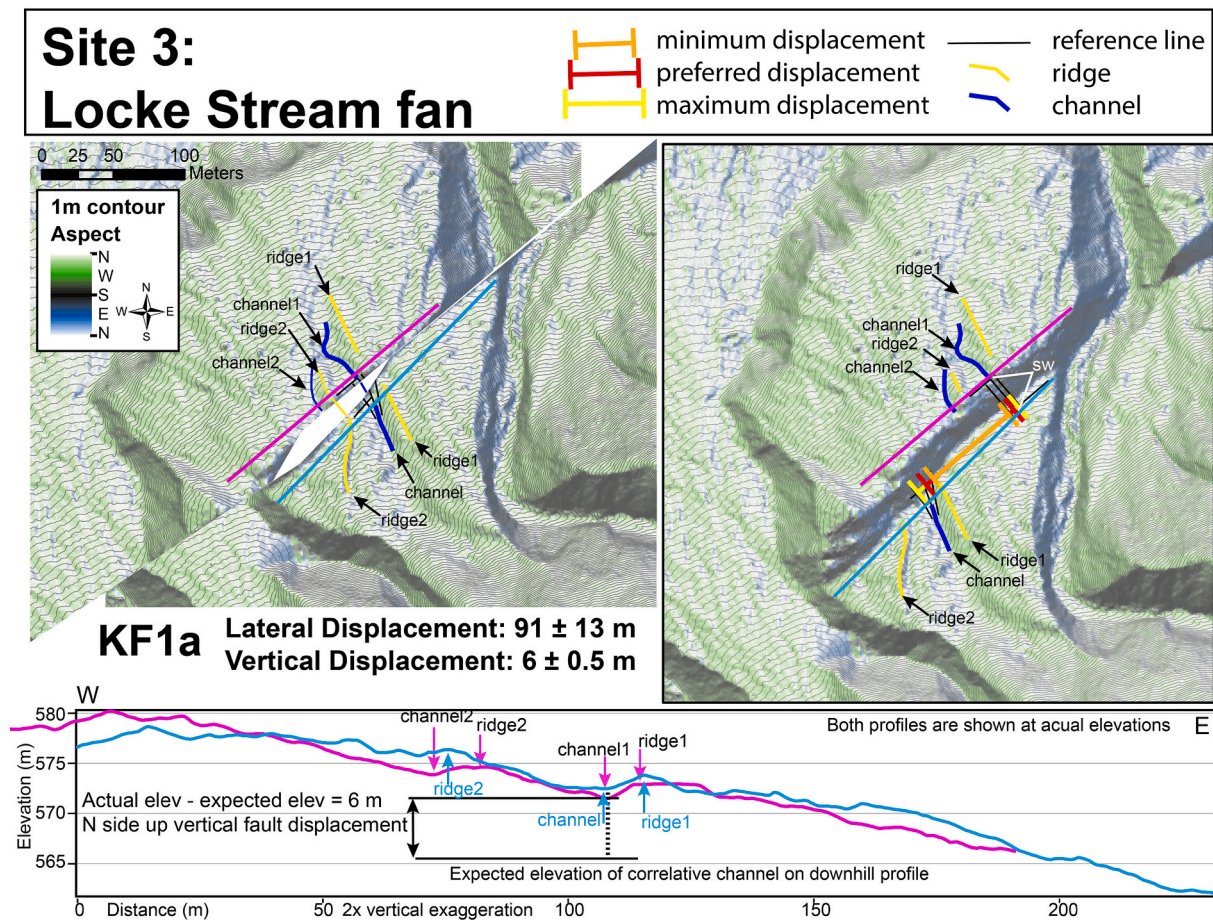 Site 3:
Locke Stream fan
minimum displacement
preferred displacement
maximum displacement
reference line
ridge
channel
0 25 50 100
Meters
1m contour
Aspect
N
W
S
E
N
N
W E
S
ridge1
channel1
ridge2
channel2
ridge1
channel
ridge2
ridge1
channel1
ridge2
channel2
SW
ridge1
channel
ridge2
KF1a
Lateral Displacement: 91 ± 13 m
Vertical Displacement: 6 ± 0.5 m
W
E
Both profiles are shown at acual elevations
580
575
570
565
Elevation (m)
channel2
ridge2
channel1
ridge1
ridge2
channel
ridge1
Actual elev - expected elev = 6 m
N side up vertical fault displacement
Expected elevation of correlative channel on downhill profile
0 Distance (m) 50 2x vertical exaggeration 100 150 200